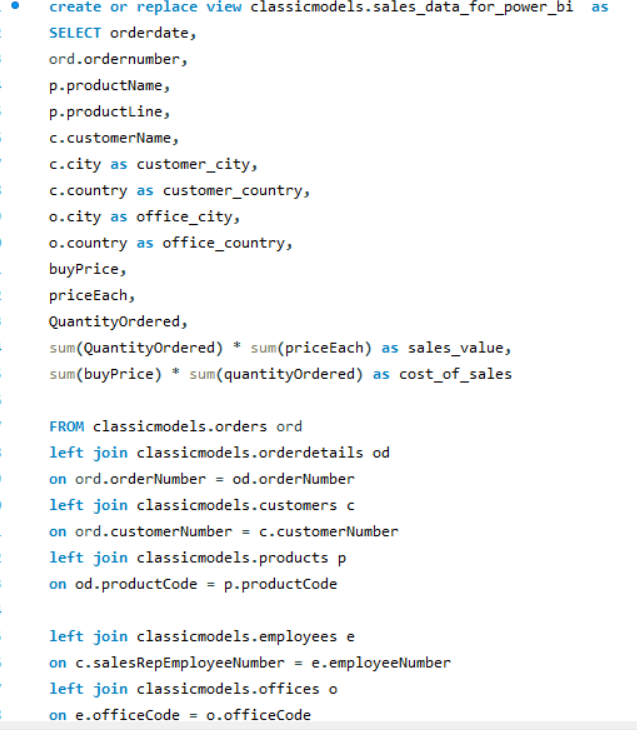 create or replace view classicmodels.sales_data_for_power_bi  as
SELECT orderdate,
ord.ordernumber,
p.productName,
p.productLine,
c.customerName,
c.city as customer_city,
c.country as customer_country,
o.city as office_city,
o.country as office_country,
buyPrice,
priceEach,
QuantityOrdered,
sum(QuantityOrdered) * sum(priceEach) as sales_value,
sum(buyPrice) * sum(quantityOrdered) as cost_of_sales
FROM classicmodels.orders ord
left join classicmodels.orderdetails od
on ord.orderNumber = od.orderNumber
left join classicmodels.customers c
on ord.customerNumber = c.customerNumber
left join classicmodels.products p
on od.productCode = p.productCode
left join classicmodels.employees e
on c.salesRepEmployeeNumber = e.employeeNumber
left join classicmodels.offices o
on e.officeCode = o.officeCode